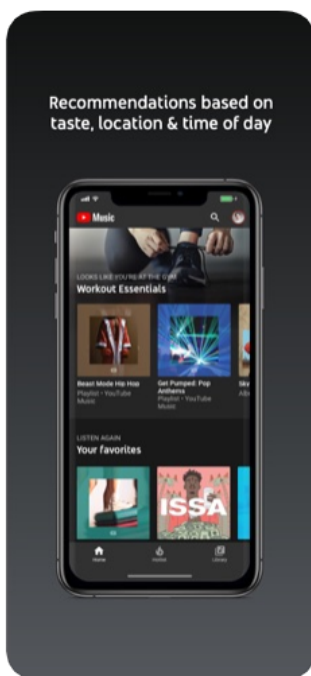 Recommendations based on
taste, location & time of day
Music
LOOKS LIKE YOU'RE AT THE GYM
Workout Essentials
Beast Mode Hip Hop
Playlist • YouTube
Music
Get Pumped: Pop
Anthems
Playlist • YouTube
Music
Sky
LISTEN AGAIN
Your favorites
ISSA
Home
Hotlist
Library